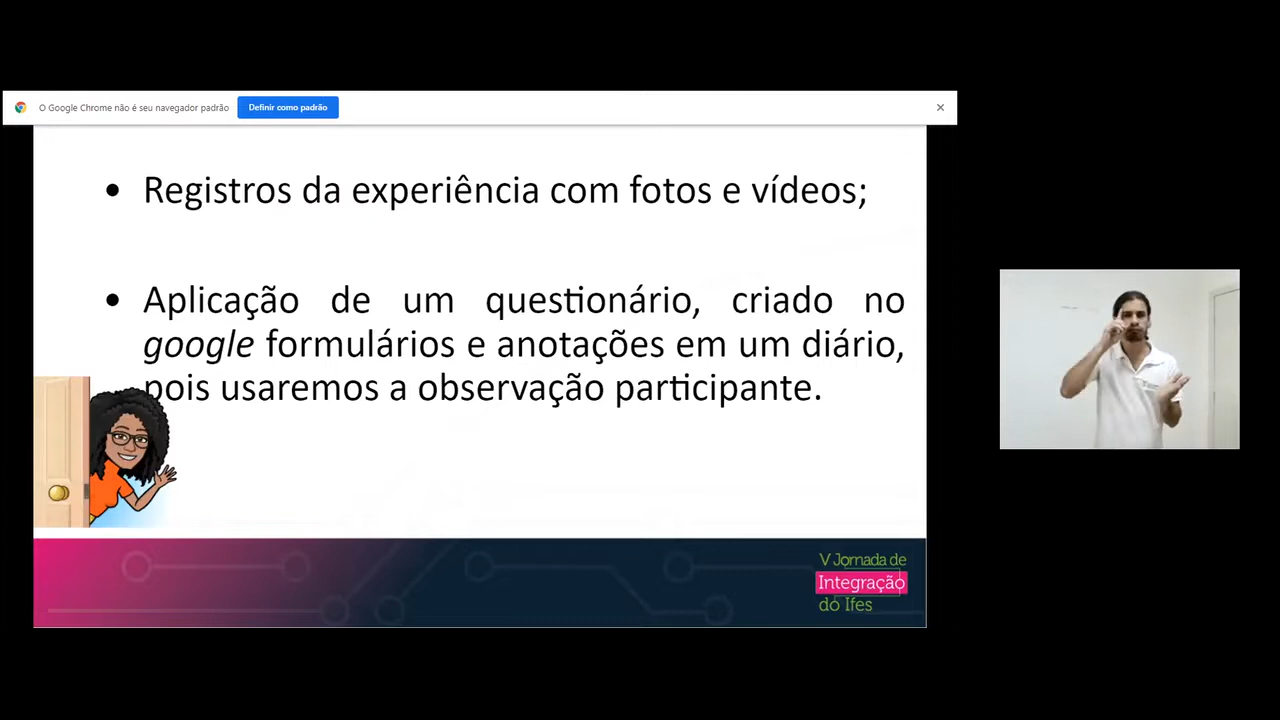 O Google Chrome não é seu navegador padrão Definir como padrão
• Registros da experiência com fotos e vídeos;
• Aplicação de um questionário, criado no
google formulários e anotações em um diário,
pois usaremos a observação participante.
V Jornada de
Integração
do Ifes